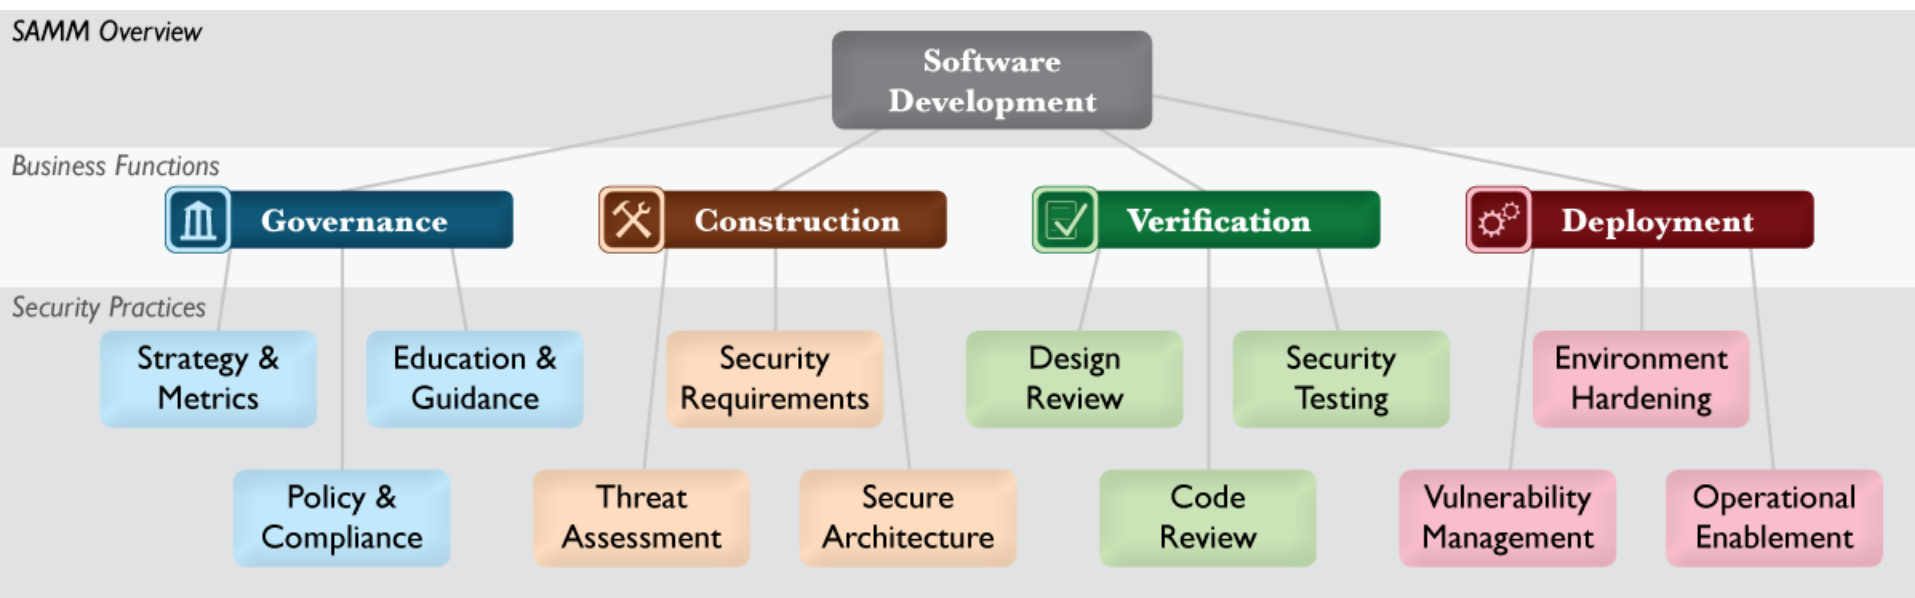 SAMM Overview
Software
Development
Business Functions
Governance
Construction
Verification
Deployment
Security Practices
Strategy &
Metrics
Education &
Guidance
Security
Requirements
Design
Review
Security
Testing
Environment
Hardening
Policy &
Compliance
Threat
Assessment
Secure
Architecture
Code
Review
Vulnerability
Management
Operational
Enablement